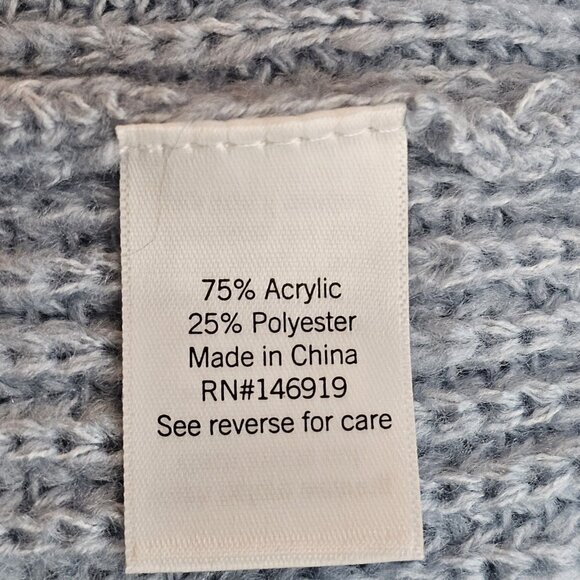 75% Acrylic
25% Polyester
Made in China
RN#146919
See reverse for care